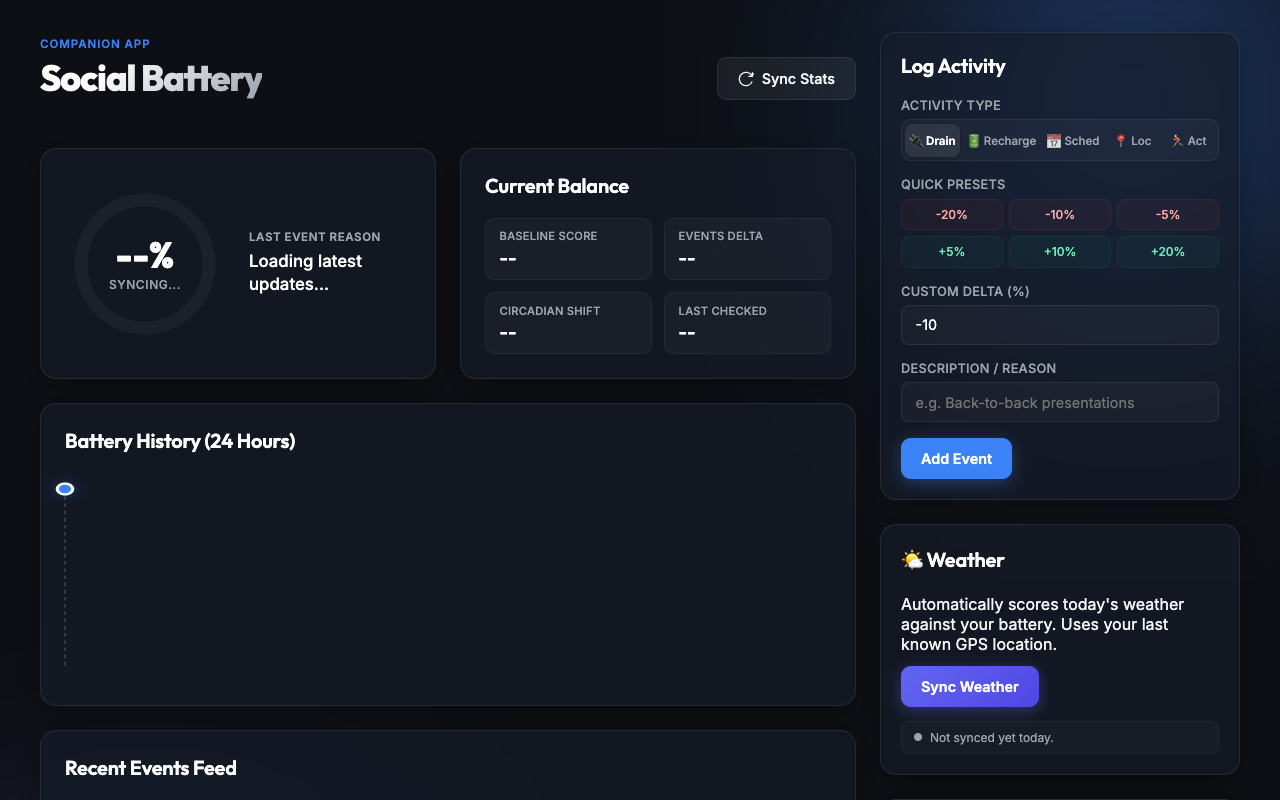 COMPANION APP
Social Battery
Sync Stats
--%
SYNCING...
LAST EVENT REASON
Loading latest
updates...
Current Balance
BASELINE SCORE
--
EVENTS DELTA
--
CIRCADIAN SHIFT
--
LAST CHECKED
--
Battery History (24 Hours)
Recent Events Feed
Log Activity
ACTIVITY TYPE
🔌 Drain 🔋 Recharge 📅 Sched 📍 Loc 🏃 Act
QUICK PRESETS
-20% -10% -5%
+5% +10% +20%
CUSTOM DELTA (%)
-10
DESCRIPTION / REASON
e.g. Back-to-back presentations
Add Event
🌤️ Weather
Automatically scores today's weather
against your battery. Uses your last
known GPS location.
Sync Weather
Not synced yet today.